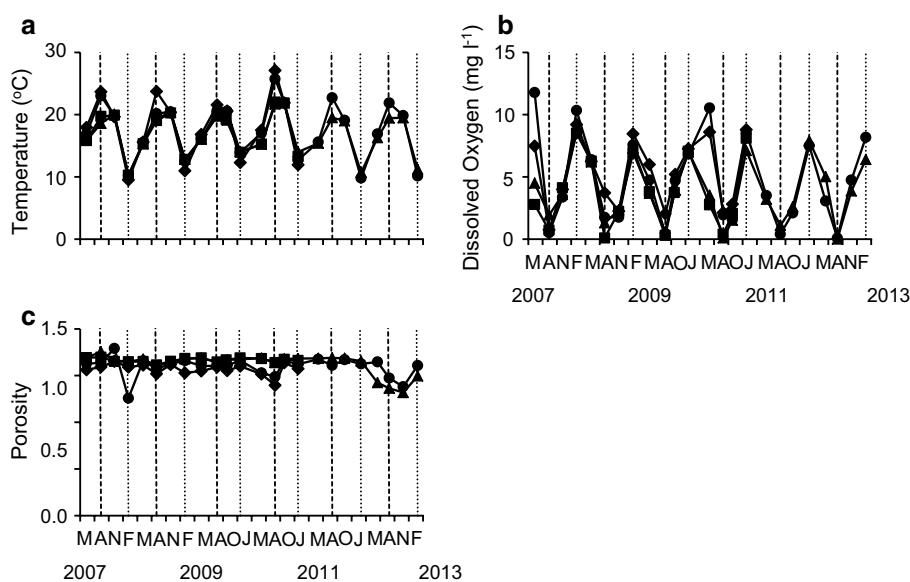 a
Temperature (°C)
30
20
10
0
b
Dissolved Oxygen (mg l-1)
15
10
5
0
M A N F M A N F M A O J M A O J M A O J M A N F
2007 2009 2011 2013
c
Porosity
1.5
1.0
0.5
0.0
M A N F M A N F M A O J M A O J M A O J M A N F
2007 2009 2011 2013